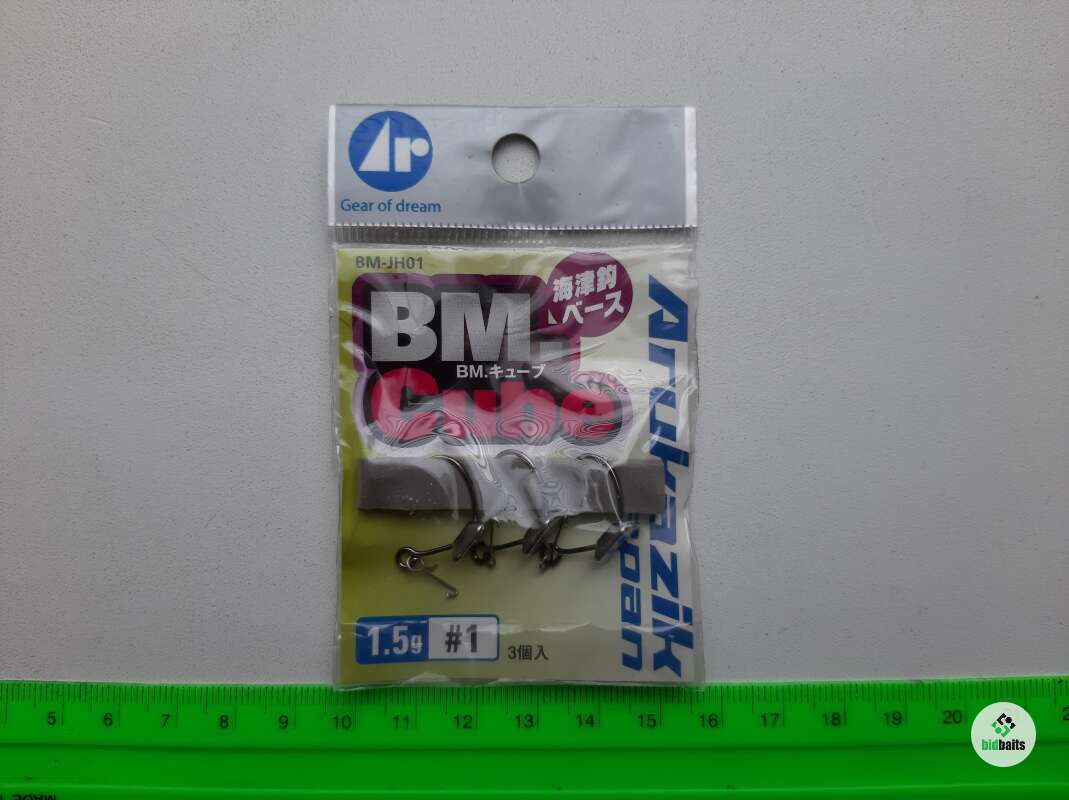 Ar
Gear of dream
BM-JH01
BM.
海津鈎
ベース
BM.キューブ
Cube
Arukazik
Japan
1.5g
#1
3個入
5 6 7 8 9 10 11 12 13 14 15 16 17 18 19 20
bidbaits
MADE